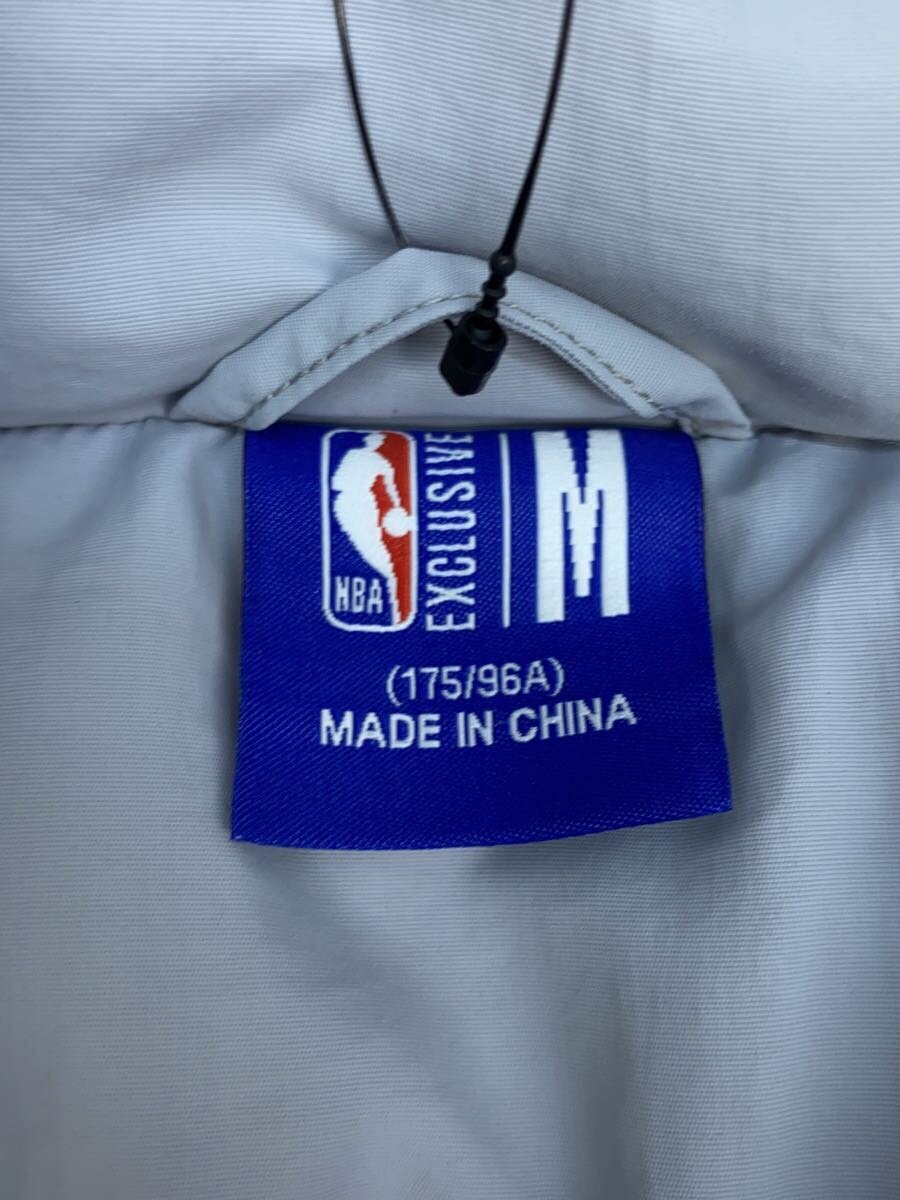 NBA
EXCLUSIVE
M
(175/96A)
MADE IN CHINA